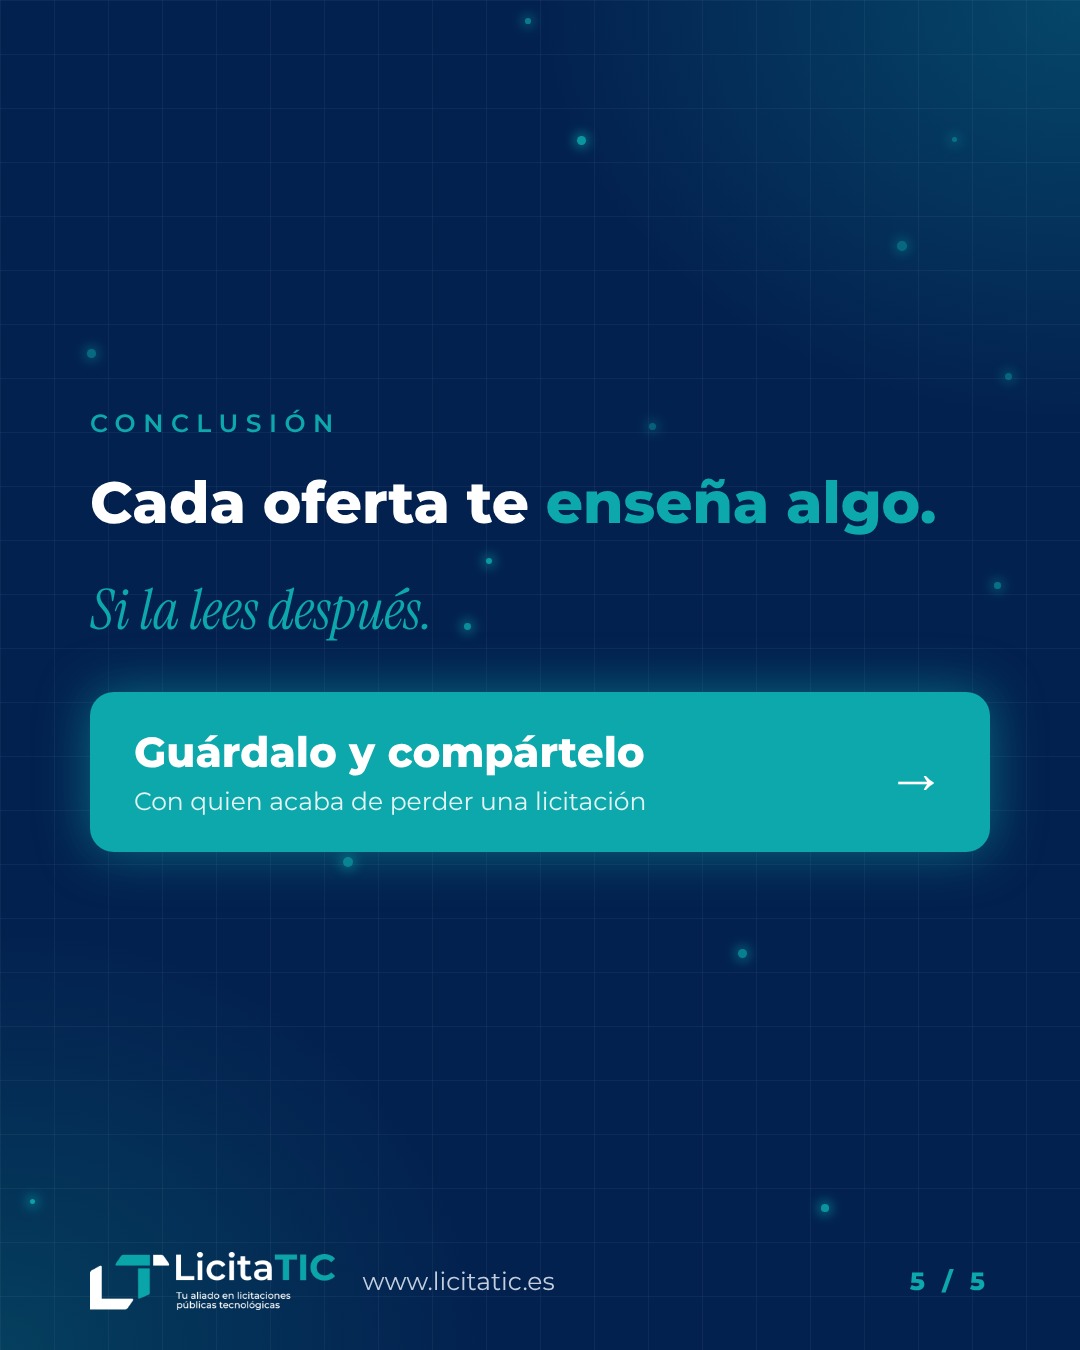 CONCLUSIÓN
Cada oferta te enseña algo.
Si la lees después.
Guárdalo y compártelo
Con quien acaba de perder una licitación
→
LicitaTIC
Tu aliado en licitaciones
públicas tecnológicas
www.licitatic.es
5 / 5